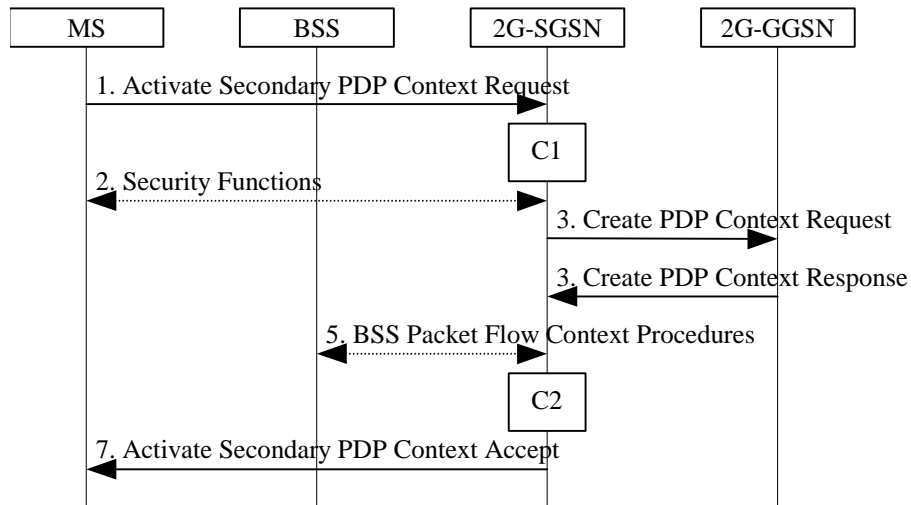 MS BSS 2G-SGSN 2G-GGSN
1. Activate Secondary PDP Context Request
C1
2. Security Functions
3. Create PDP Context Request
3. Create PDP Context Response
5. BSS Packet Flow Context Procedures
C2
7. Activate Secondary PDP Context Accept